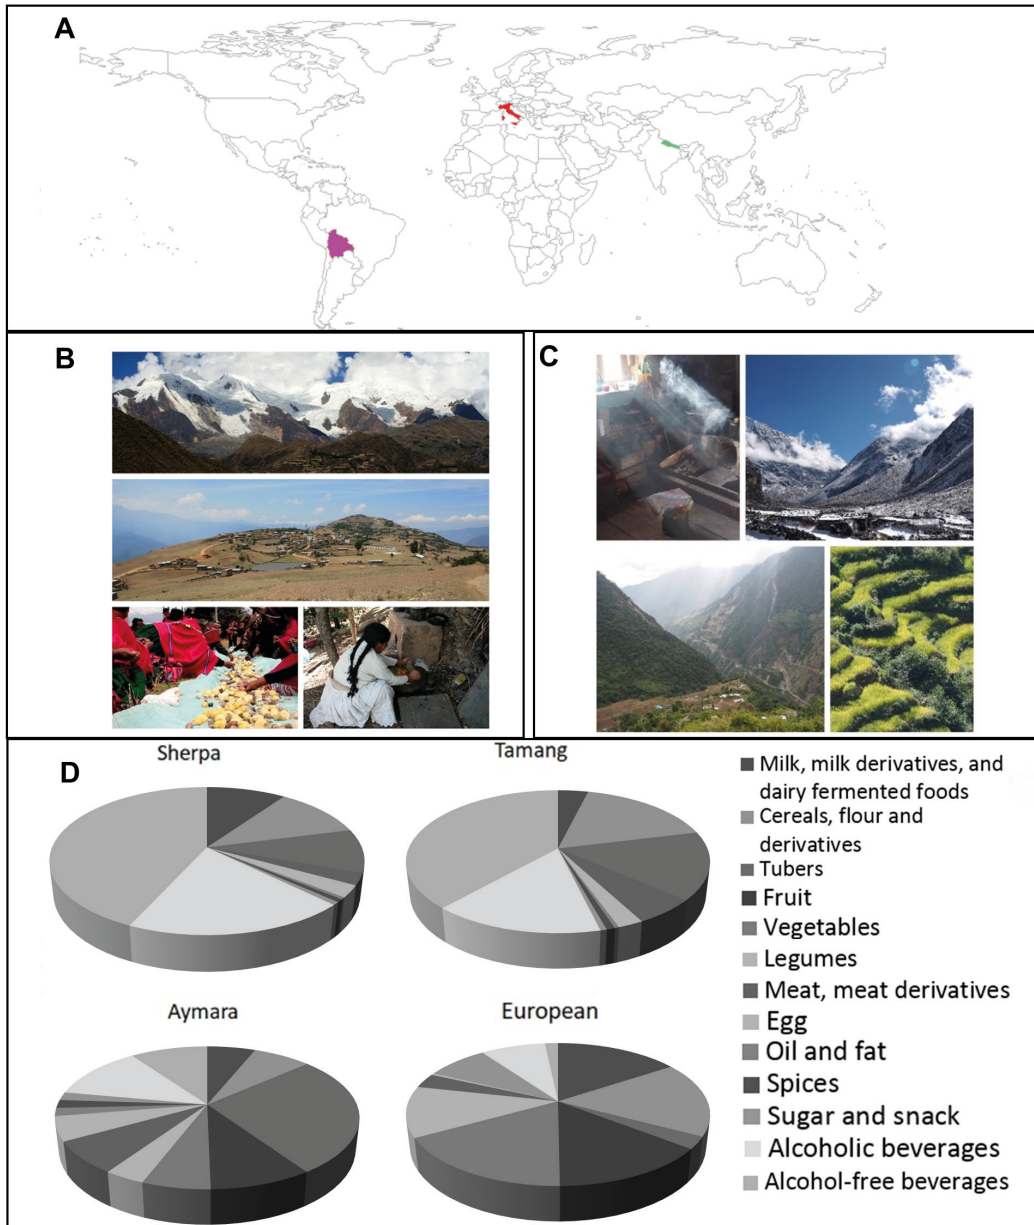 A
B
C
D
Sherpa
Tamang
Aymara
European
Milk, milk derivatives, and
dairy fermented foods
Cereals, flour and
derivatives
Tubers
Fruit
Vegetables
Legumes
Meat, meat derivatives
Egg
Oil and fat
Spices
Sugar and snack
Alcoholic beverages
Alcohol-free beverages